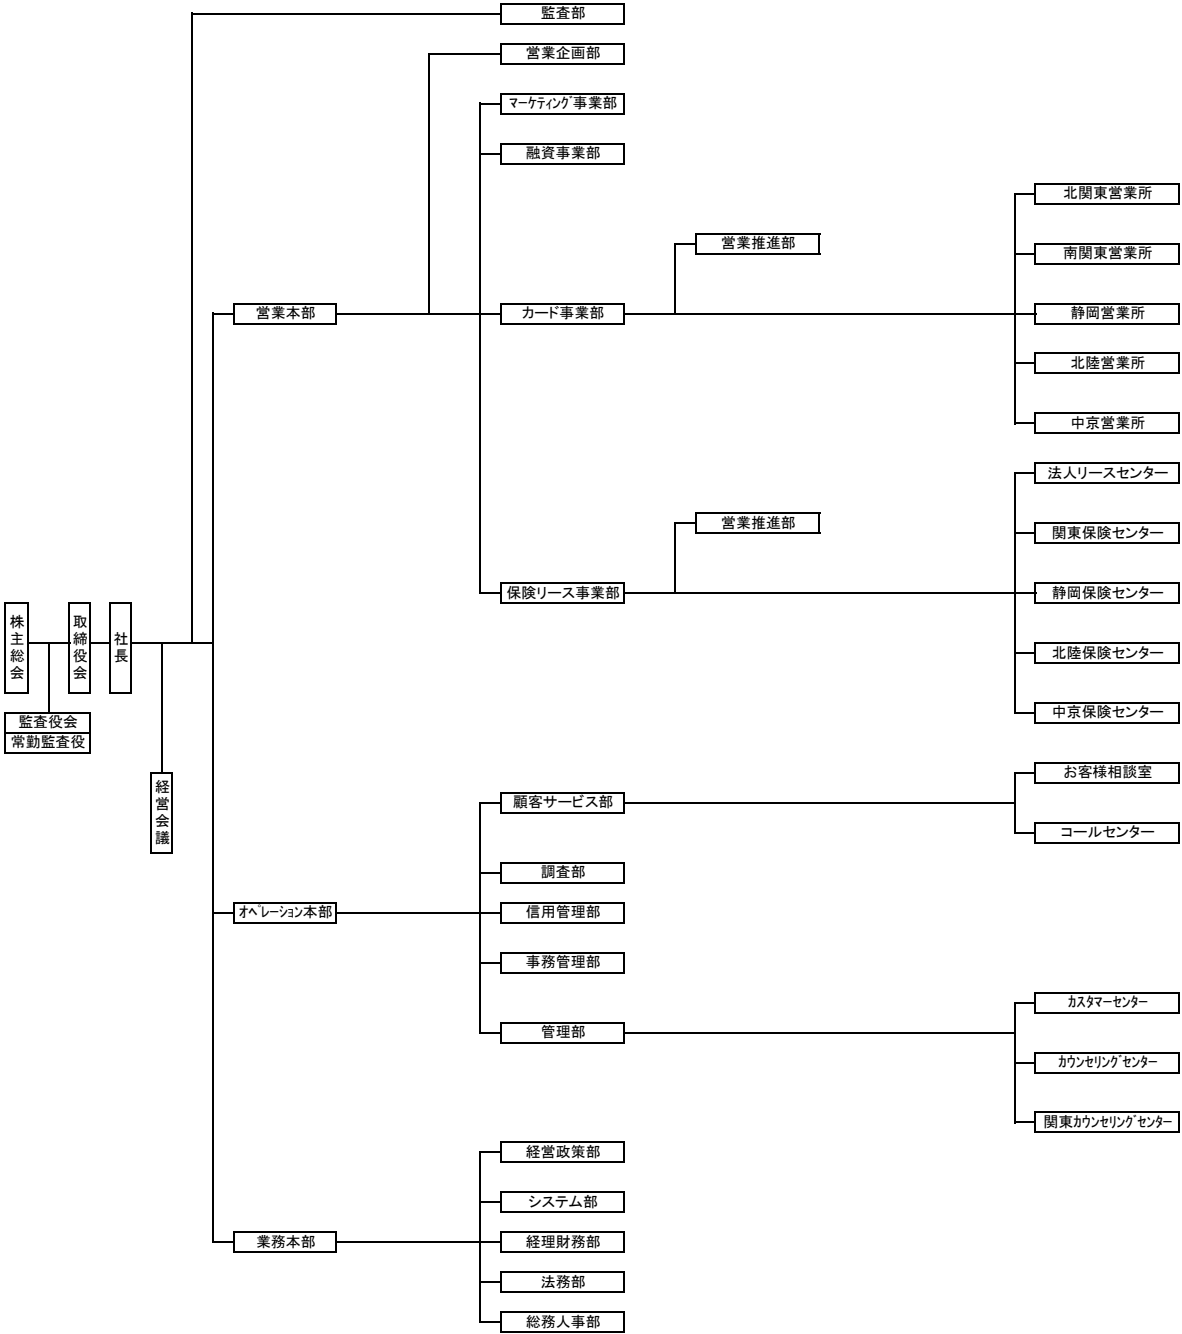 監査部
営業企画部
ﾏｰｹﾃｨﾝｸﾞ事業部
融資事業部
北関東営業所
営業推進部
南関東営業所
営業本部
カード事業部
静岡営業所
北陸営業所
中京営業所
法人リースセンター
営業推進部
関東保険センター
保険リース事業部
静岡保険センター
株主総会
取締役会
社長
北陸保険センター
監査役会
常勤監査役
中京保険センター
経営会議
お客様相談室
顧客サービス部
コールセンター
調査部
ｵﾍﾟﾚｰｼｮﾝ本部
信用管理部
事務管理部
ｶｽﾀﾏｰｾﾝﾀｰ
管理部
ｶｳﾝｾﾘﾝｸﾞｾﾝﾀｰ
関東ｶｳﾝｾﾘﾝｸﾞｾﾝﾀｰ
経営政策部
システム部
業務本部
経理財務部
法務部
総務人事部